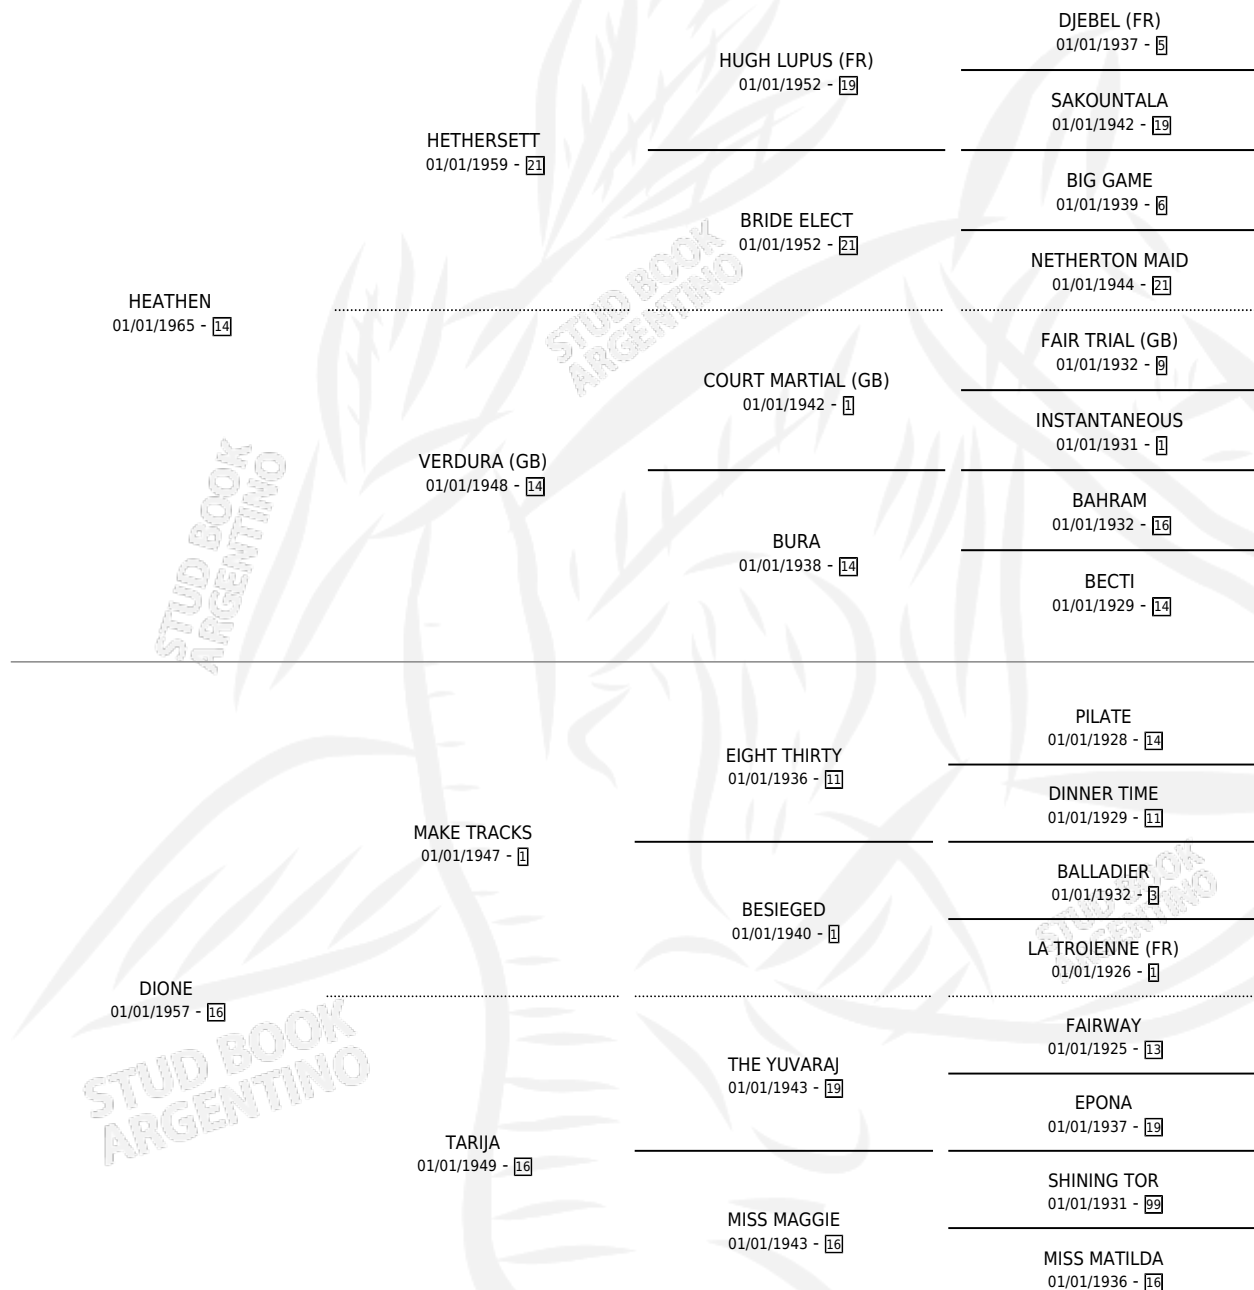 DJEBEL (FR)
01/01/1937 - 5
HUGH LUPUS (FR)
01/01/1952 - 19
SAKOUNTALA
01/01/1942 - 19
HETHERSETT
01/01/1959 - 21
BIG GAME
01/01/1939 - 6
BRIDE ELECT
01/01/1952 - 21
NETHERTON MAID
01/01/1944 - 21
HEATHEN
01/01/1965 - 14
FAIR TRIAL (GB)
01/01/1932 - 9
COURT MARTIAL (GB)
01/01/1942 - 1
INSTANTANEOUS
01/01/1931 - 1
VERDURA (GB)
01/01/1948 - 14
BAHRAM
01/01/1932 - 16
BURA
01/01/1938 - 14
BECTI
01/01/1929 - 14
PILATE
01/01/1928 - 14
EIGHT THIRTY
01/01/1936 - 11
DINNER TIME
01/01/1929 - 11
MAKE TRACKS
01/01/1947 - 1
BALLADIER
01/01/1932 - 3
BESIEGED
01/01/1940 - 1
LA TROIENNE (FR)
01/01/1926 - 1
DIONE
01/01/1957 - 16
FAIRWAY
01/01/1925 - 13
THE YUVARAJ
01/01/1943 - 19
EPONA
01/01/1937 - 19
TARIJA
01/01/1949 - 16
SHINING TOR
01/01/1931 - 99
MISS MAGGIE
01/01/1943 - 16
MISS MATILDA
01/01/1936 - 16
STUD BOOK
ARGENTINO
STUD BOOK
ARGENTINO
STUD BOOK
ARGENTINO
STUD BOOK
ARGENTINO